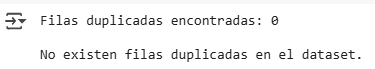 Filas duplicadas encontradas: 0
No existen filas duplicadas en el dataset.